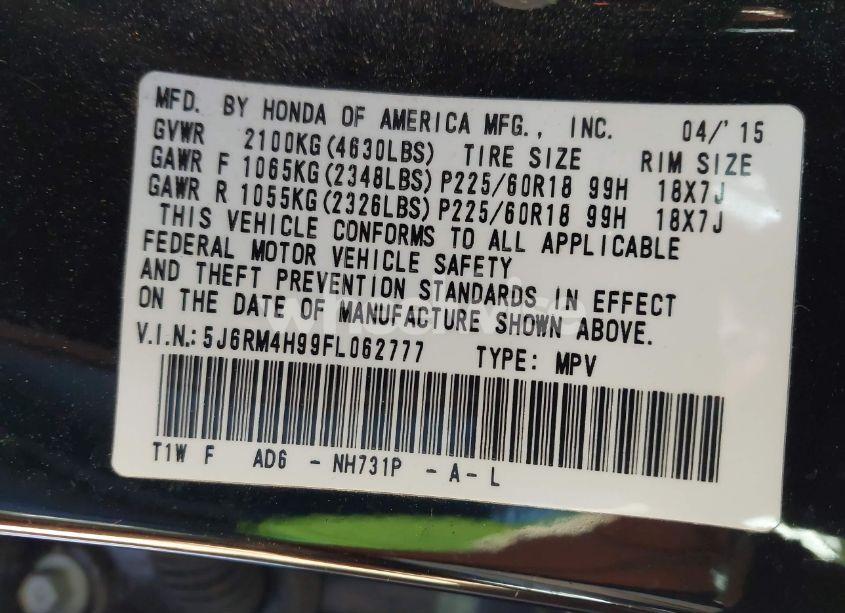 MFD. BY HONDA OF AMERICA MFG., INC. 04/'15
GVWR 2100KG(4630LBS) TIRE SIZE RIM SIZE
GAWR F 1065KG(2348LBS) P225/60R18 99H 18X7J
GAWR R 1055KG(2326LBS) P225/60R18 99H 18X7J
THIS VEHICLE CONFORMS TO ALL APPLICABLE
FEDERAL MOTOR VEHICLE SAFETY
AND THEFT PREVENTION STANDARDS IN EFFECT
ON THE DATE OF MANUFACTURE SHOWN ABOVE.
V.I.N.: 5J6RM4H99FL062777 TYPE: MPV
T1W F AD6 - NH731P - A - L